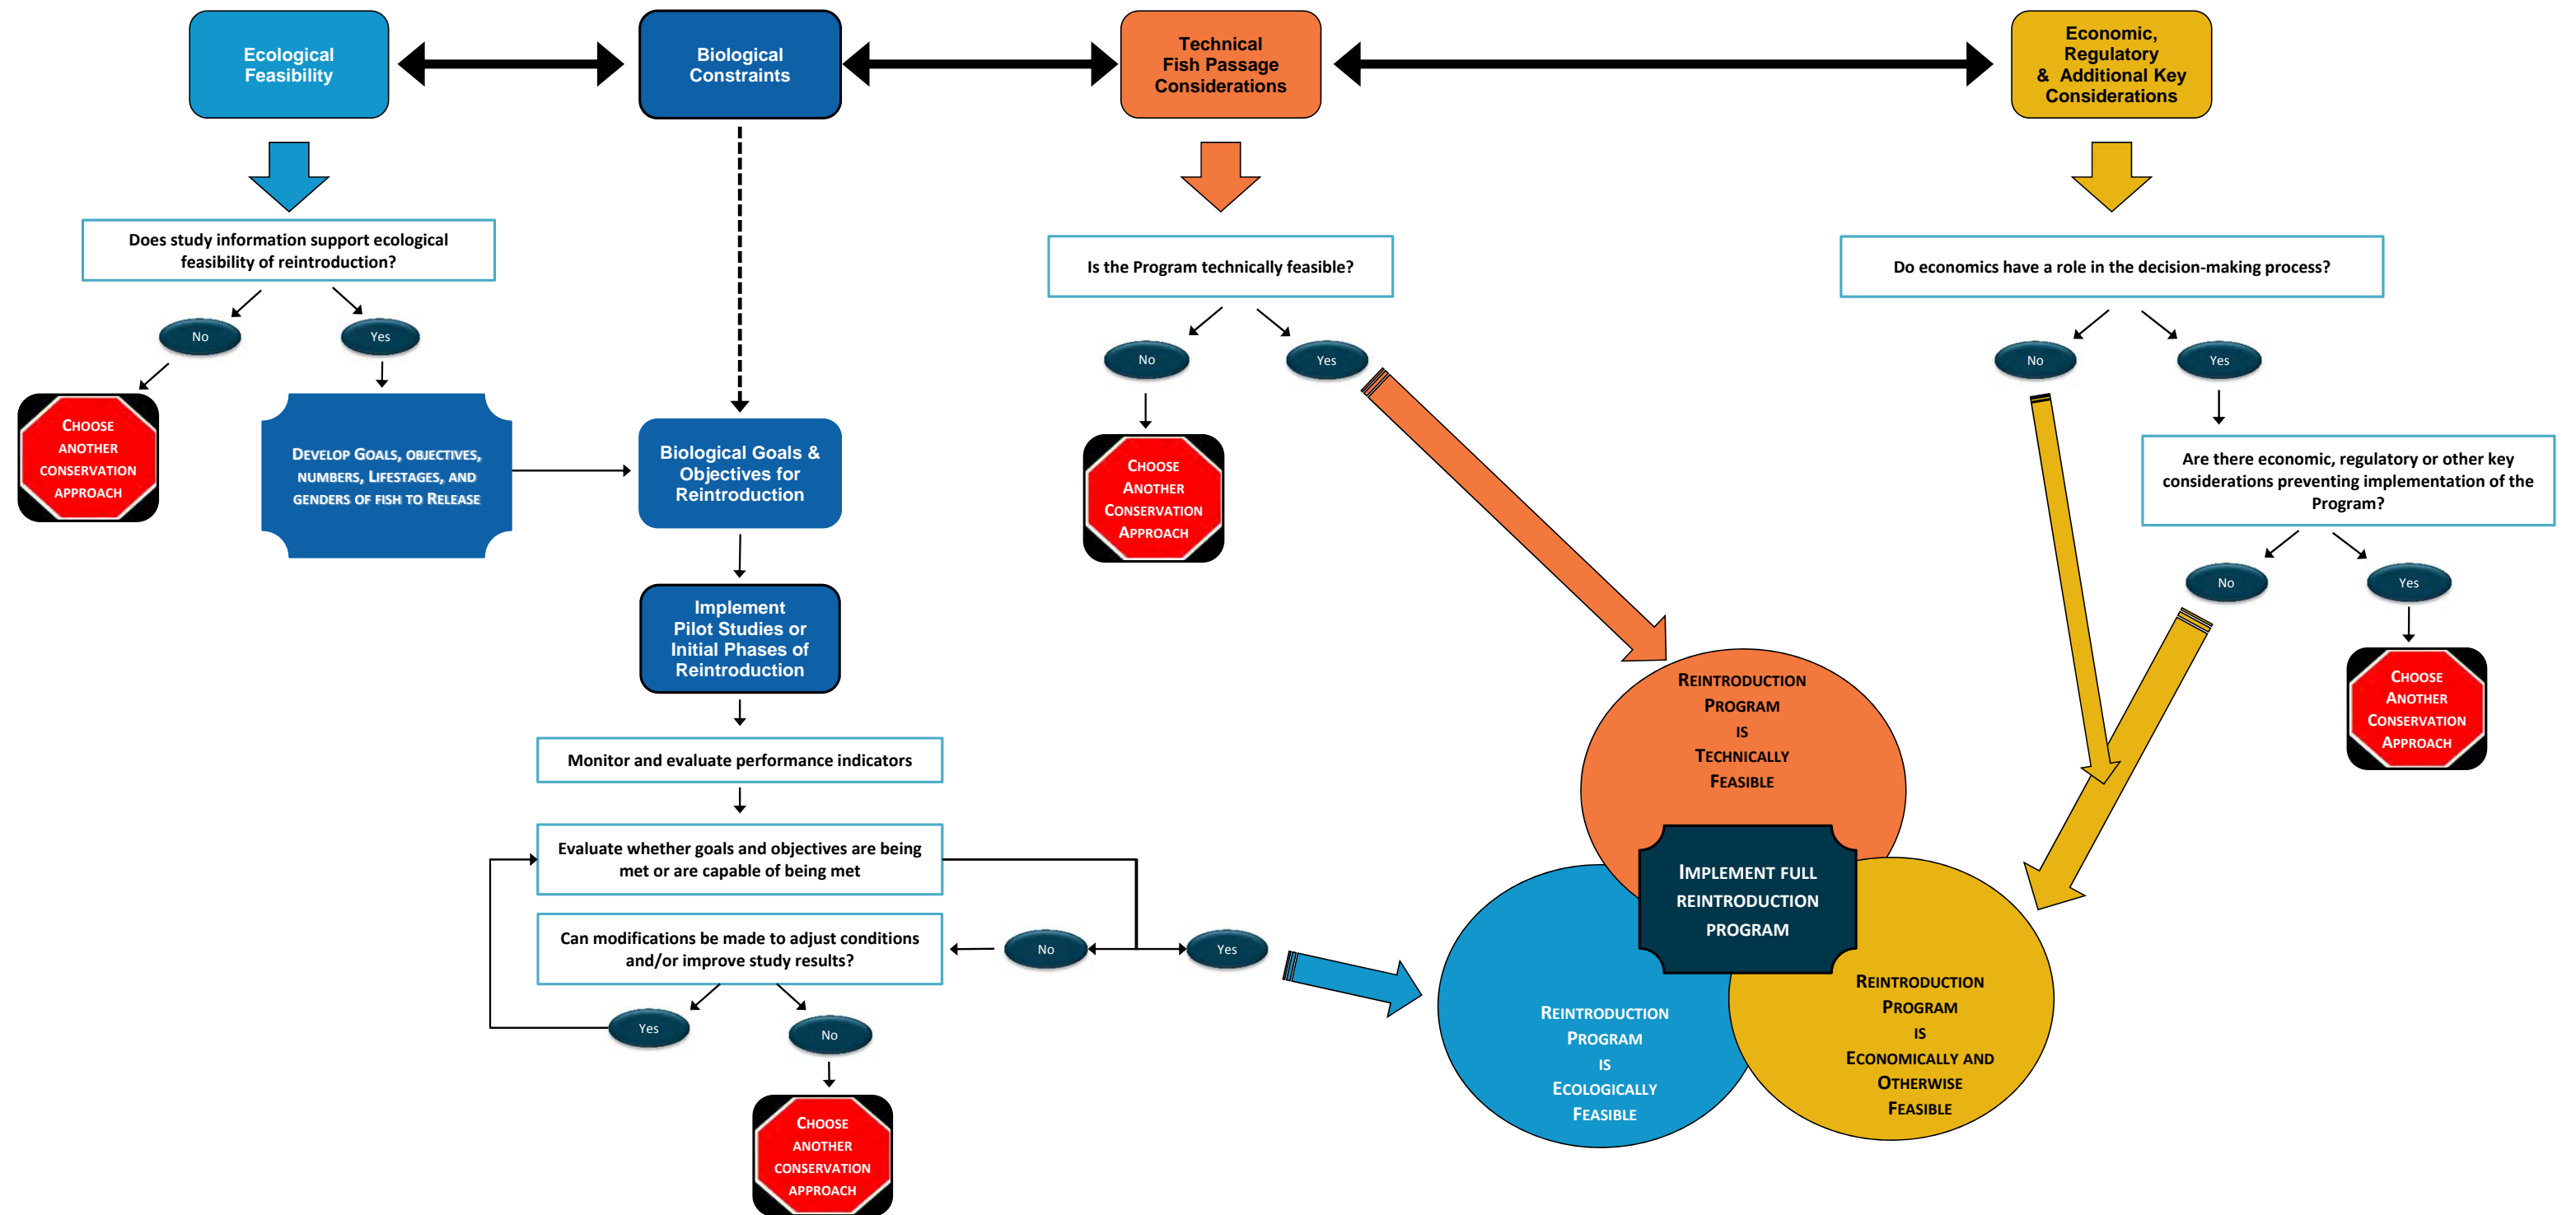 Ecological
Feasibility
Biological
Constraints
Technical
Fish Passage
Considerations
Economic,
Regulatory
& Additional Key
Considerations
Does study information support ecological
feasibility of reintroduction?
No
Yes
CHOOSE
ANOTHER
CONSERVATION
APPROACH
DEVELOP GOALS, OBJECTIVES,
NUMBERS, LIFESTAGES, AND
GENDERS OF FISH TO RELEASE
Biological Goals &
Objectives for
Reintroduction
Implement
Pilot Studies or
Initial Phases of
Reintroduction
Monitor and evaluate performance indicators
Evaluate whether goals and objectives are being
met or are capable of being met
Can modifications be made to adjust conditions
and/or improve study results?
No
Yes
Yes
No
CHOOSE
ANOTHER
CONSERVATION
APPROACH
Is the Program technically feasible?
No
Yes
CHOOSE
ANOTHER
CONSERVATION
APPROACH
Do economics have a role in the decision-making process?
No
Yes
Are there economic, regulatory or other key
considerations preventing implementation of the
Program?
No
Yes
CHOOSE
ANOTHER
CONSERVATION
APPROACH
REINTRODUCTION
PROGRAM
IS
TECHNICALLY
FEASIBLE
IMPLEMENT FULL
REINTRODUCTION
PROGRAM
REINTRODUCTION
PROGRAM
IS
ECOLOGICALLY
FEASIBLE
REINTRODUCTION
PROGRAM
IS
ECONOMICALLY AND
OTHERWISE
FEASIBLE